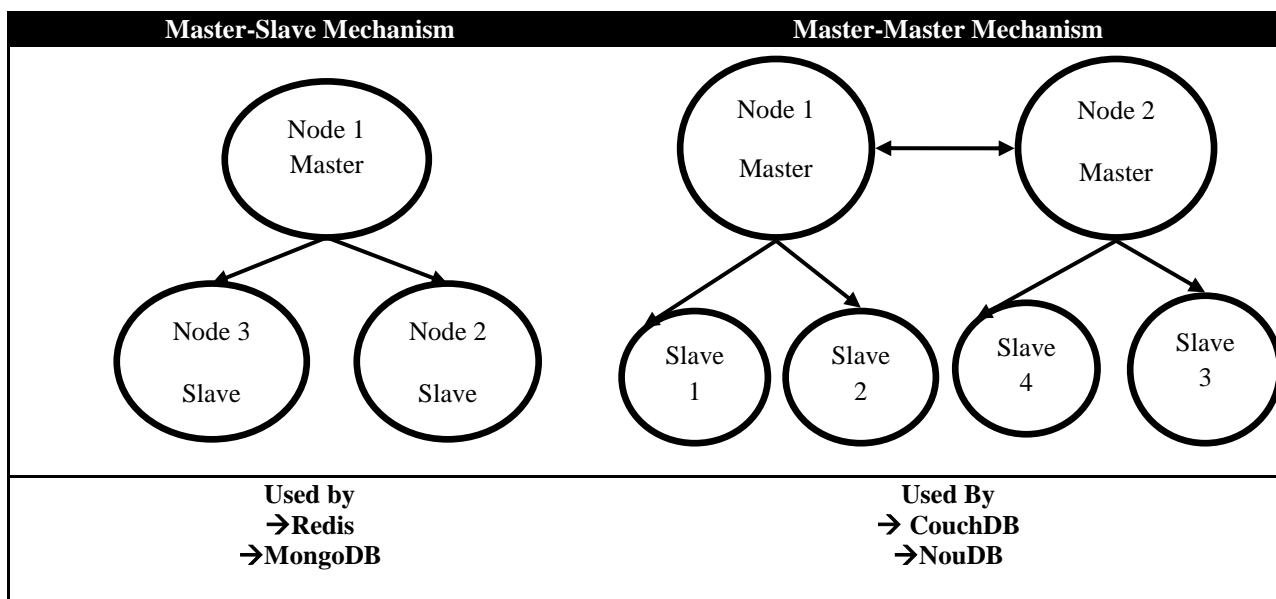 Master-Slave Mechanism
Master-Master Mechanism
Node 1
Master
Node 3
Slave
Node 2
Slave
Node 1
Master
Node 2
Master
Slave
1
Slave
2
Slave
4
Slave
3
Used by
→Redis
→MongoDB
Used By
→ CouchDB
→NouDB